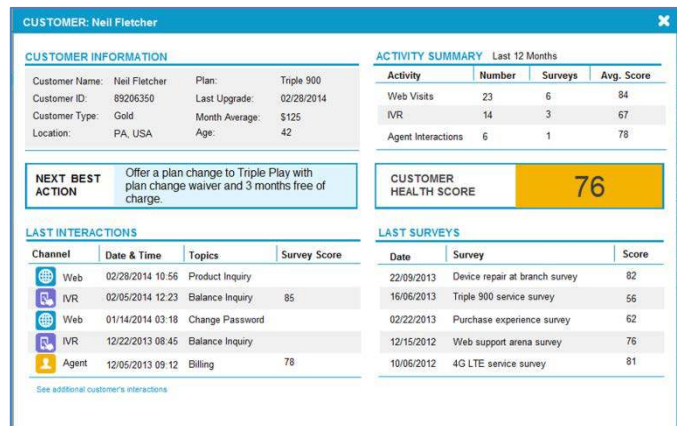 CUSTOMER: Neil Fletcher
CUSTOMER INFORMATION
Customer Name: Neil Fletcher Plan: Triple 900
Customer ID: 89206350 Last Upgrade: 02/28/2014
Customer Type: Gold Month Average: $125
Location: PA, USA Age: 42
ACTIVITY SUMMARY Last 12 Months
Activity Number Surveys Avg. Score
Web Visits 23 6 84
IVR 14 3 67
Agent Interactions 6 1 78
NEXT BEST ACTION
Offer a plan change to Triple Play with
plan change waiver and 3 months free of
charge.
CUSTOMER
HEALTH SCORE 76
LAST INTERACTIONS
Channel Date & Time Topics Survey Score
Web 02/28/2014 10:56 Product Inquiry
IVR 02/05/2014 12:23 Balance Inquiry 85
Web 01/14/2014 03:18 Change Password
IVR 12/22/2013 08:45 Balance Inquiry
Agent 12/05/2013 09:12 Billing 78
See additional customer's interactions
LAST SURVEYS
Date Survey Score
22/09/2013 Device repair at branch survey 82
16/06/2013 Triple 900 service survey 56
02/22/2013 Purchase experience survey 62
12/15/2012 Web support arena survey 76
10/06/2012 4G LTE service survey 81